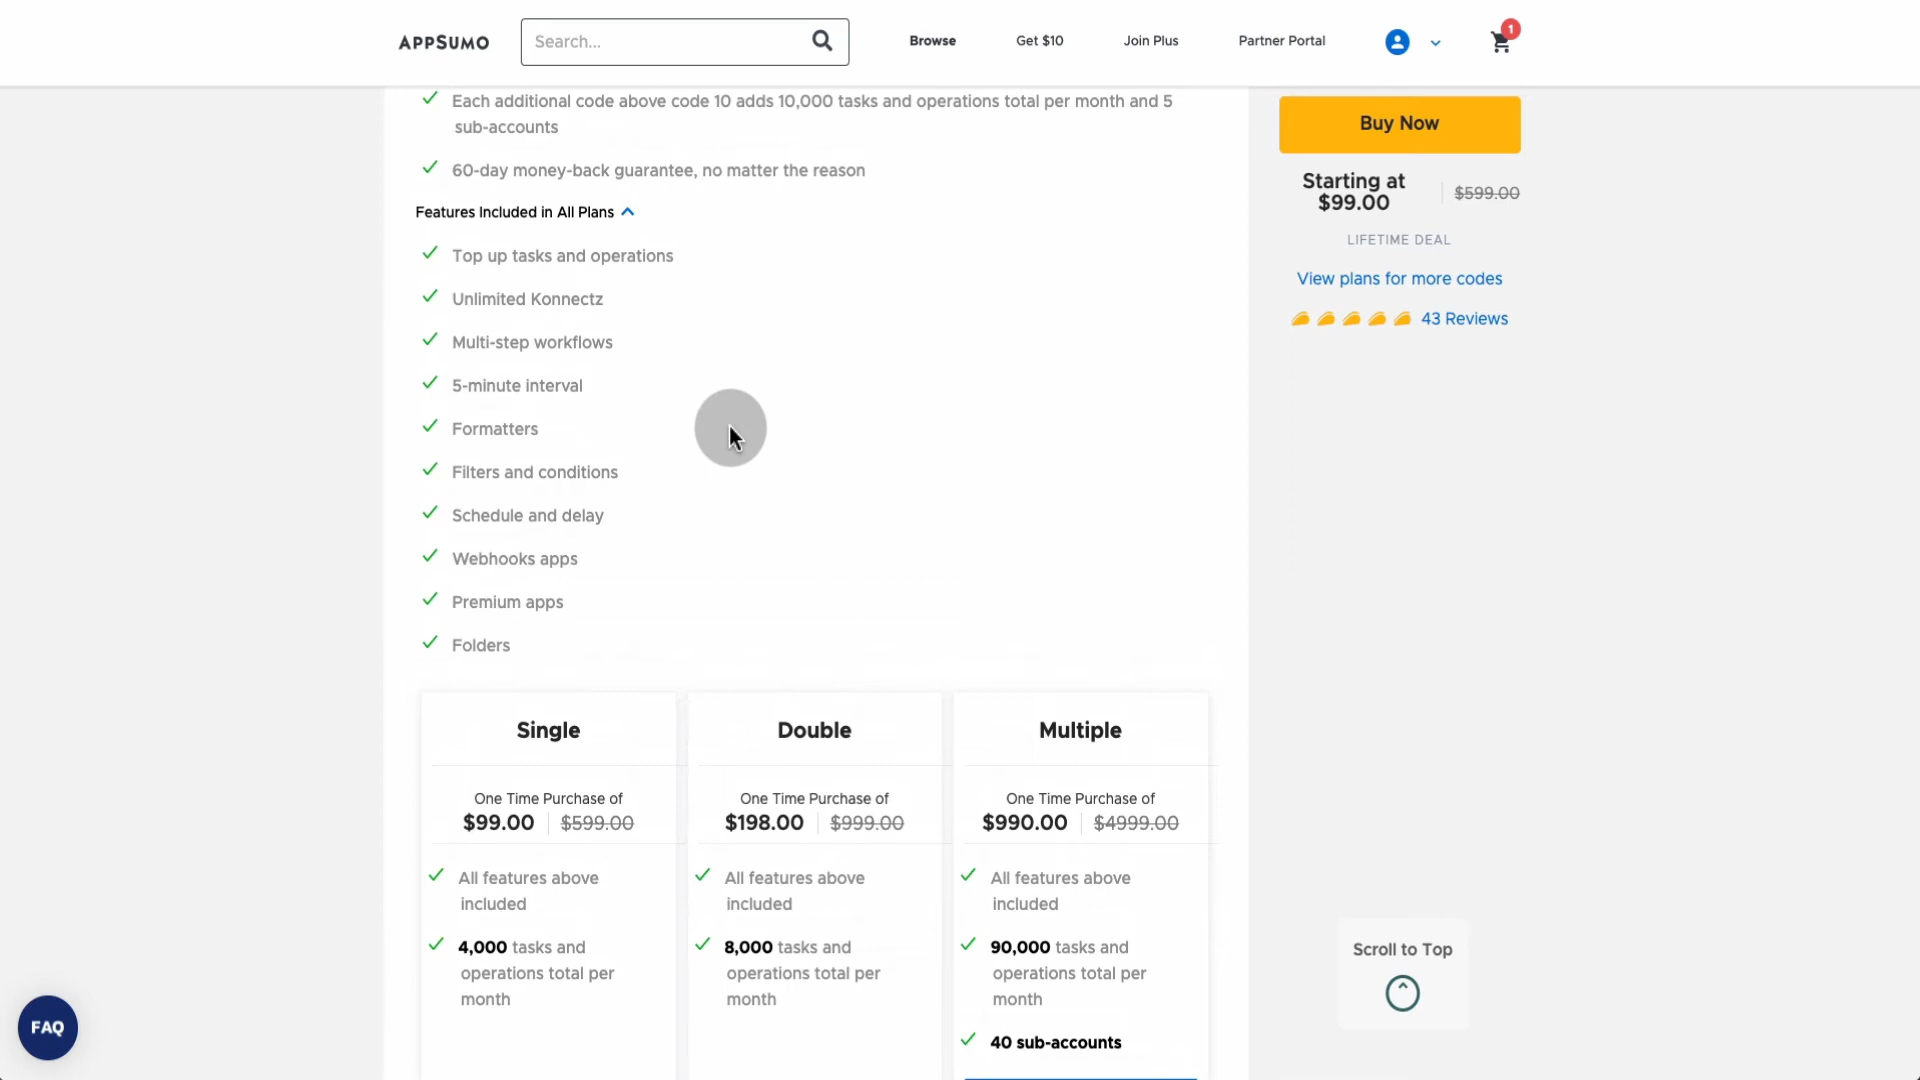 APPSUMO
Search...
Browse
Get $10
Join Plus
Partner Portal
1
Each additional code above code 10 adds 10,000 tasks and operations total per month and 5
sub-accounts
60-day money-back guarantee, no matter the reason
Features Included in All Plans
Top up tasks and operations
Unlimited Konnectz
Multi-step workflows
5-minute interval
Formatters
Filters and conditions
Schedule and delay
Webhooks apps
Premium apps
Folders
Buy Now
Starting at
$99.00
$599.00
LIFETIME DEAL
View plans for more codes
43 Reviews
Single
One Time Purchase of
$99.00
$599.00
All features above
included
4,000 tasks and
operations total per
month
Double
One Time Purchase of
$198.00
$999.00
All features above
included
8,000 tasks and
operations total per
month
Multiple
One Time Purchase of
$990.00
$4999.00
All features above
included
90,000 tasks and
operations total per
month
40 sub-accounts
Scroll to Top
FAQ